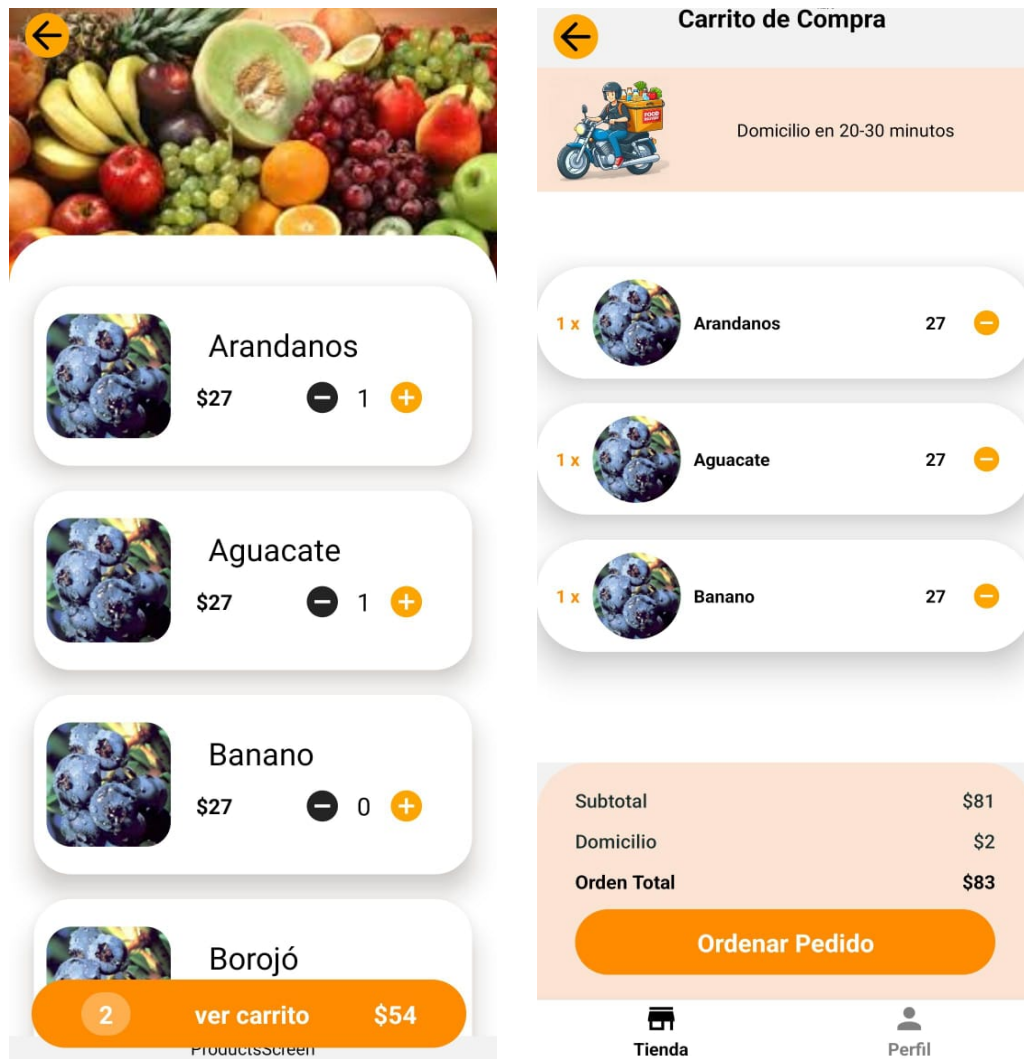 Arandanos
$27 1
Aguacate
$27 1
Banano
$27 0
Borojó
2 ver carrito $54
ProductsScreen
Carrito de Compra
FOOD
Domicilio en 20-30 minutos
1 x Arandanos 27
1 x Aguacate 27
1 x Banano 27
Subtotal $81
Domicilio $2
Orden Total $83
Ordenar Pedido
Tienda Perfil